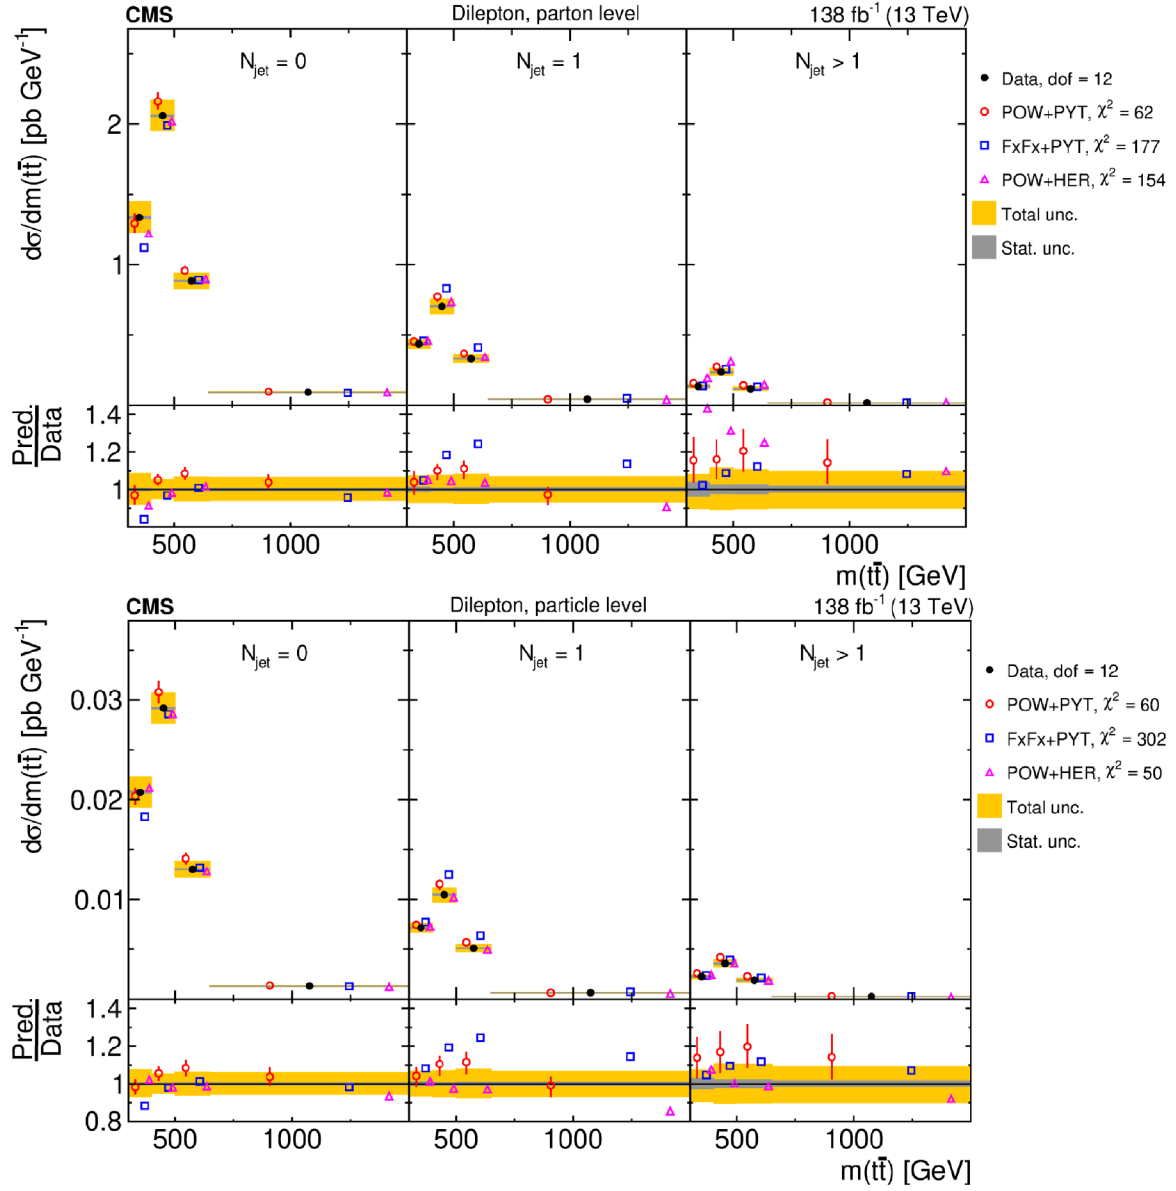 CMS Dilepton, parton level 138 fb⁻¹ (13 TeV)
dσ/dm(tt̄) [pb GeV⁻¹]
N_jet = 0 N_jet = 1 N_jet > 1
2
1
Data, dof = 12
POW+PYT, χ² = 62
FxFx+PYT, χ² = 177
POW+HER, χ² = 154
Total unc.
Stat. unc.
Pred.
Data
1.4
1.2
1
500 1000 500 1000 500 1000
m(tt̄) [GeV]
CMS Dilepton, particle level 138 fb⁻¹ (13 TeV)
dσ/dm(tt̄) [pb GeV⁻¹]
N_jet = 0 N_jet = 1 N_jet > 1
0.03
0.02
0.01
Data, dof = 12
POW+PYT, χ² = 60
FxFx+PYT, χ² = 302
POW+HER, χ² = 50
Total unc.
Stat. unc.
Pred.
Data
1.4
1.2
1
0.8
500 1000 500 1000 500 1000
m(tt̄) [GeV]